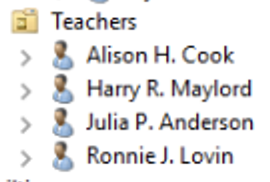 Teachers
Alison H. Cook
Harry R. Maylord
Julia P. Anderson
Ronnie J. Lovin